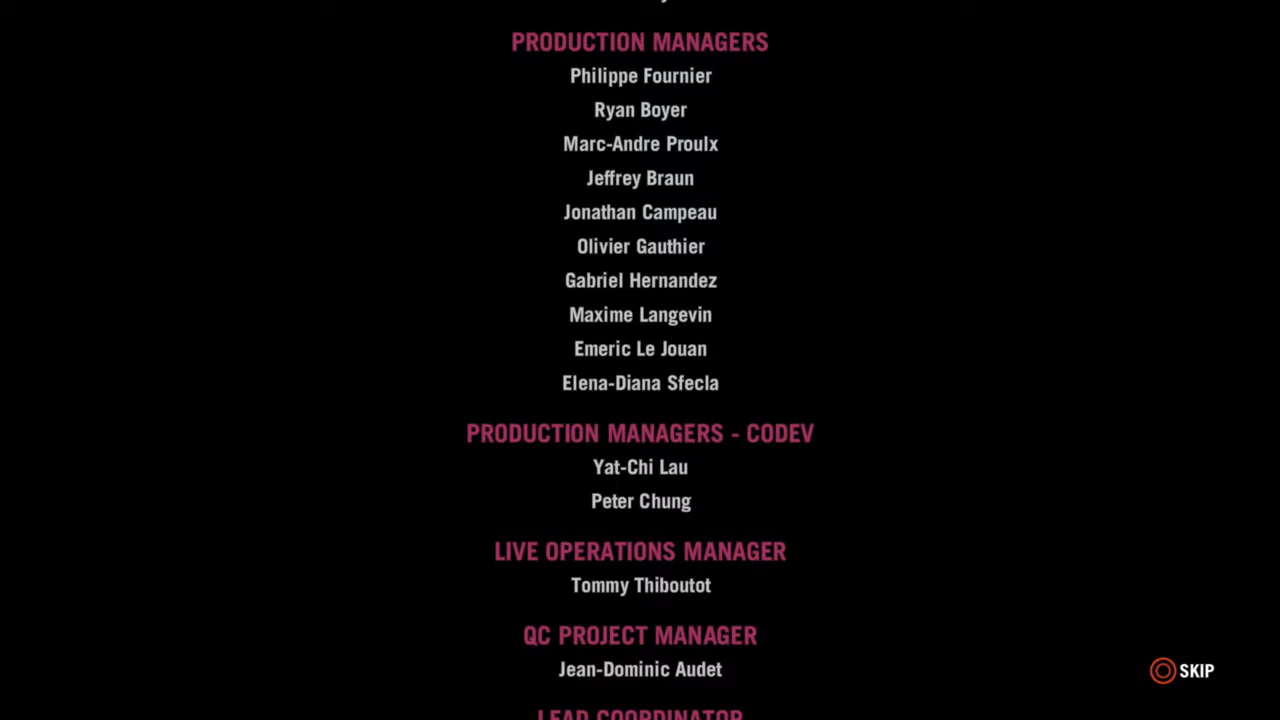 PRODUCTION MANAGERS
Philippe Fournier
Ryan Boyer
Marc-Andre Proulx
Jeffrey Braun
Jonathan Campeau
Olivier Gauthier
Gabriel Hernandez
Maxime Langevin
Emeric Le Jouan
Elena-Diana Sfecla
PRODUCTION MANAGERS - CODEV
Yat-Chi Lau
Peter Chung
LIVE OPERATIONS MANAGER
Tommy Thiboutot
QC PROJECT MANAGER
Jean-Dominic Audet
SKIP
LEAD COORDINATOR